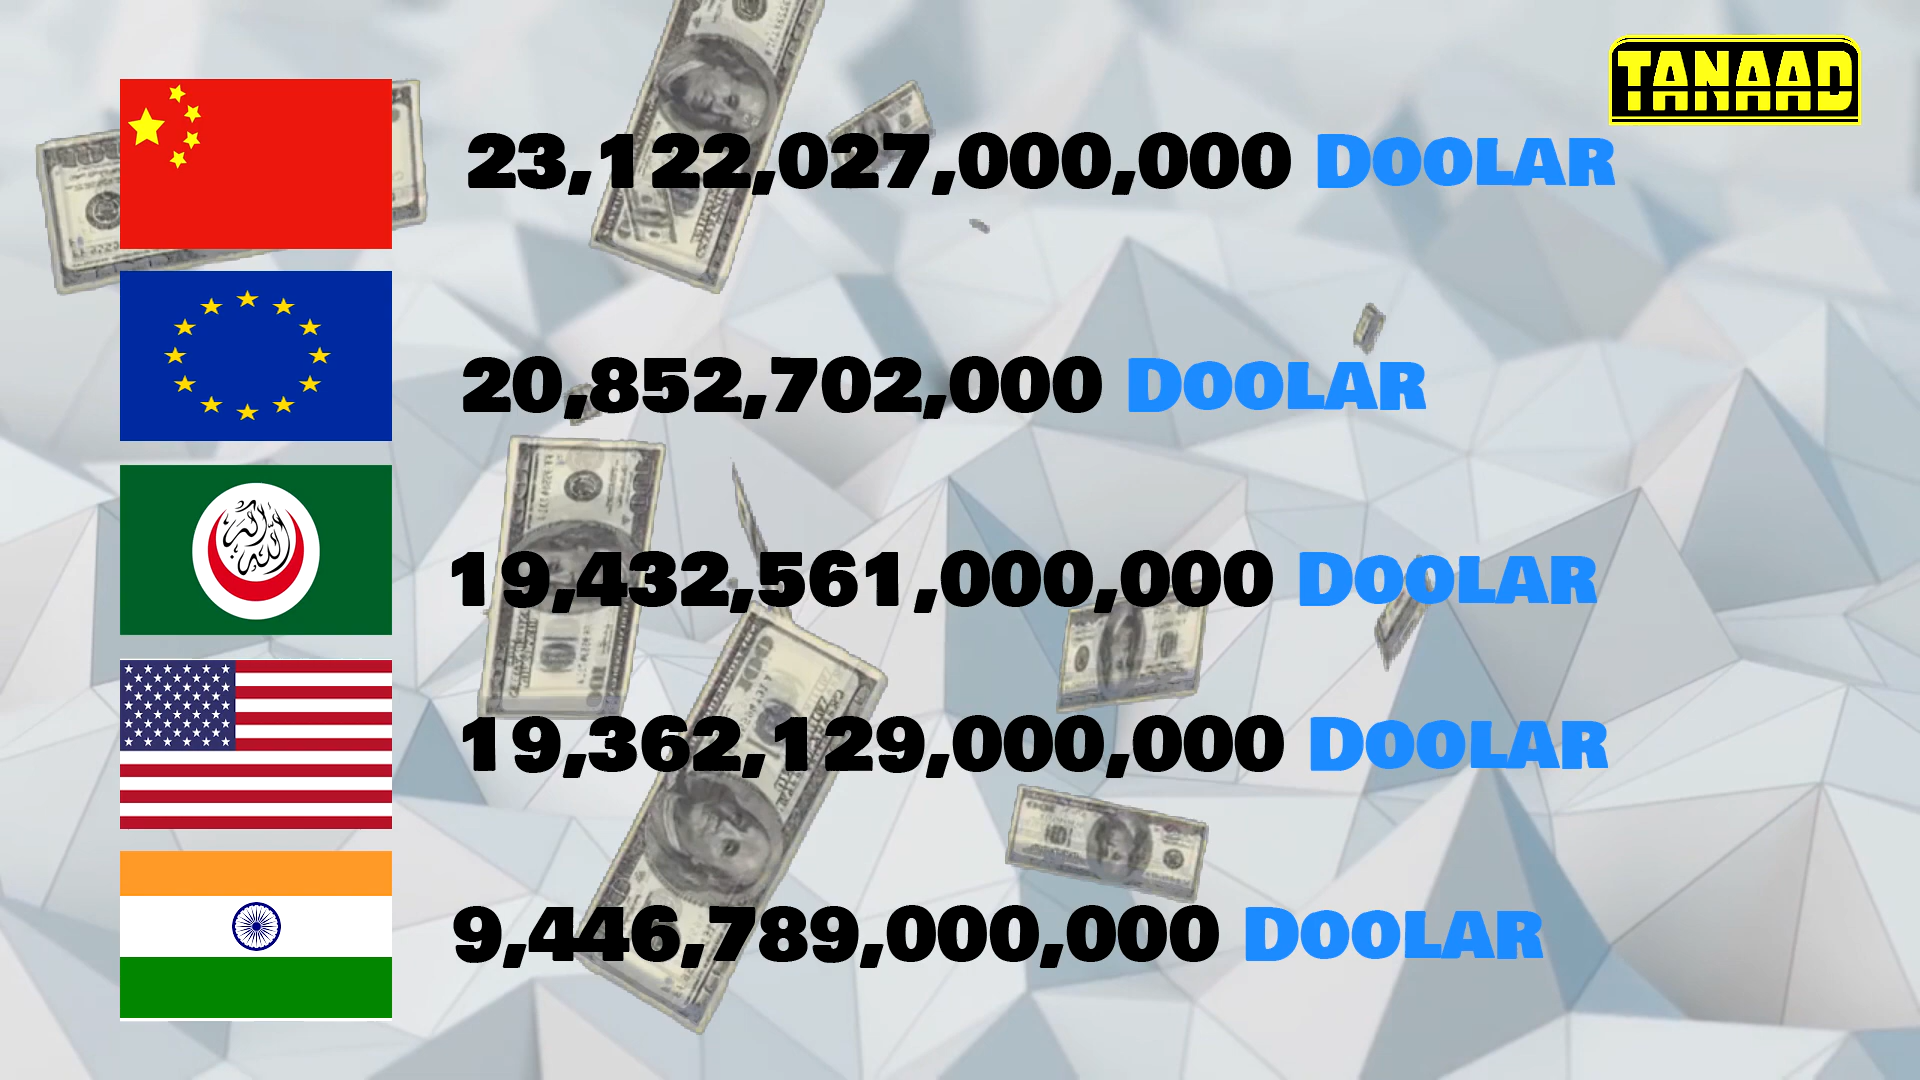 TANAAD
23,122,027,000,000 DOOLAR
20,852,702,000 DOOLAR
19,432,561,000,000 DOOLAR
19,362,129,000,000 DOOLAR
9,446,789,000,000 DOOLAR